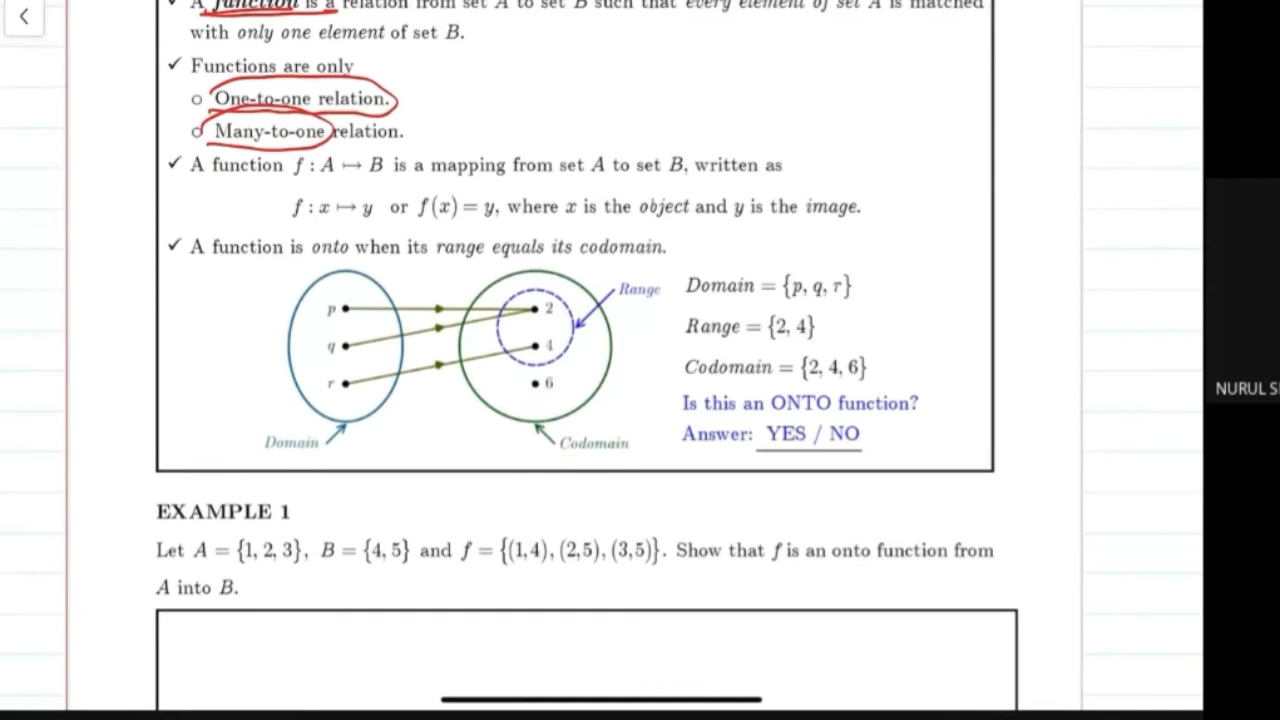 A function is a relation from set A to set B such that every element of set A is matched
with only one element of set B.
✓ Functions are only
o One-to-one relation.
o Many-to-one relation.
✓ A function f : A ↦ B is a mapping from set A to set B, written as
f : x ↦ y or f(x) = y, where x is the object and y is the image.
✓ A function is onto when its range equals its codomain.
Range
Domain = {p, q, r}
p
2
Range = {2, 4}
q
4
Codomain = {2, 4, 6}
r
6
Is this an ONTO function?
Answer: YES / NO
Domain
Codomain
EXAMPLE 1
Let A = {1, 2, 3}, B = {4, 5} and f = {(1,4), (2,5), (3,5)}. Show that f is an onto function from
A into B.